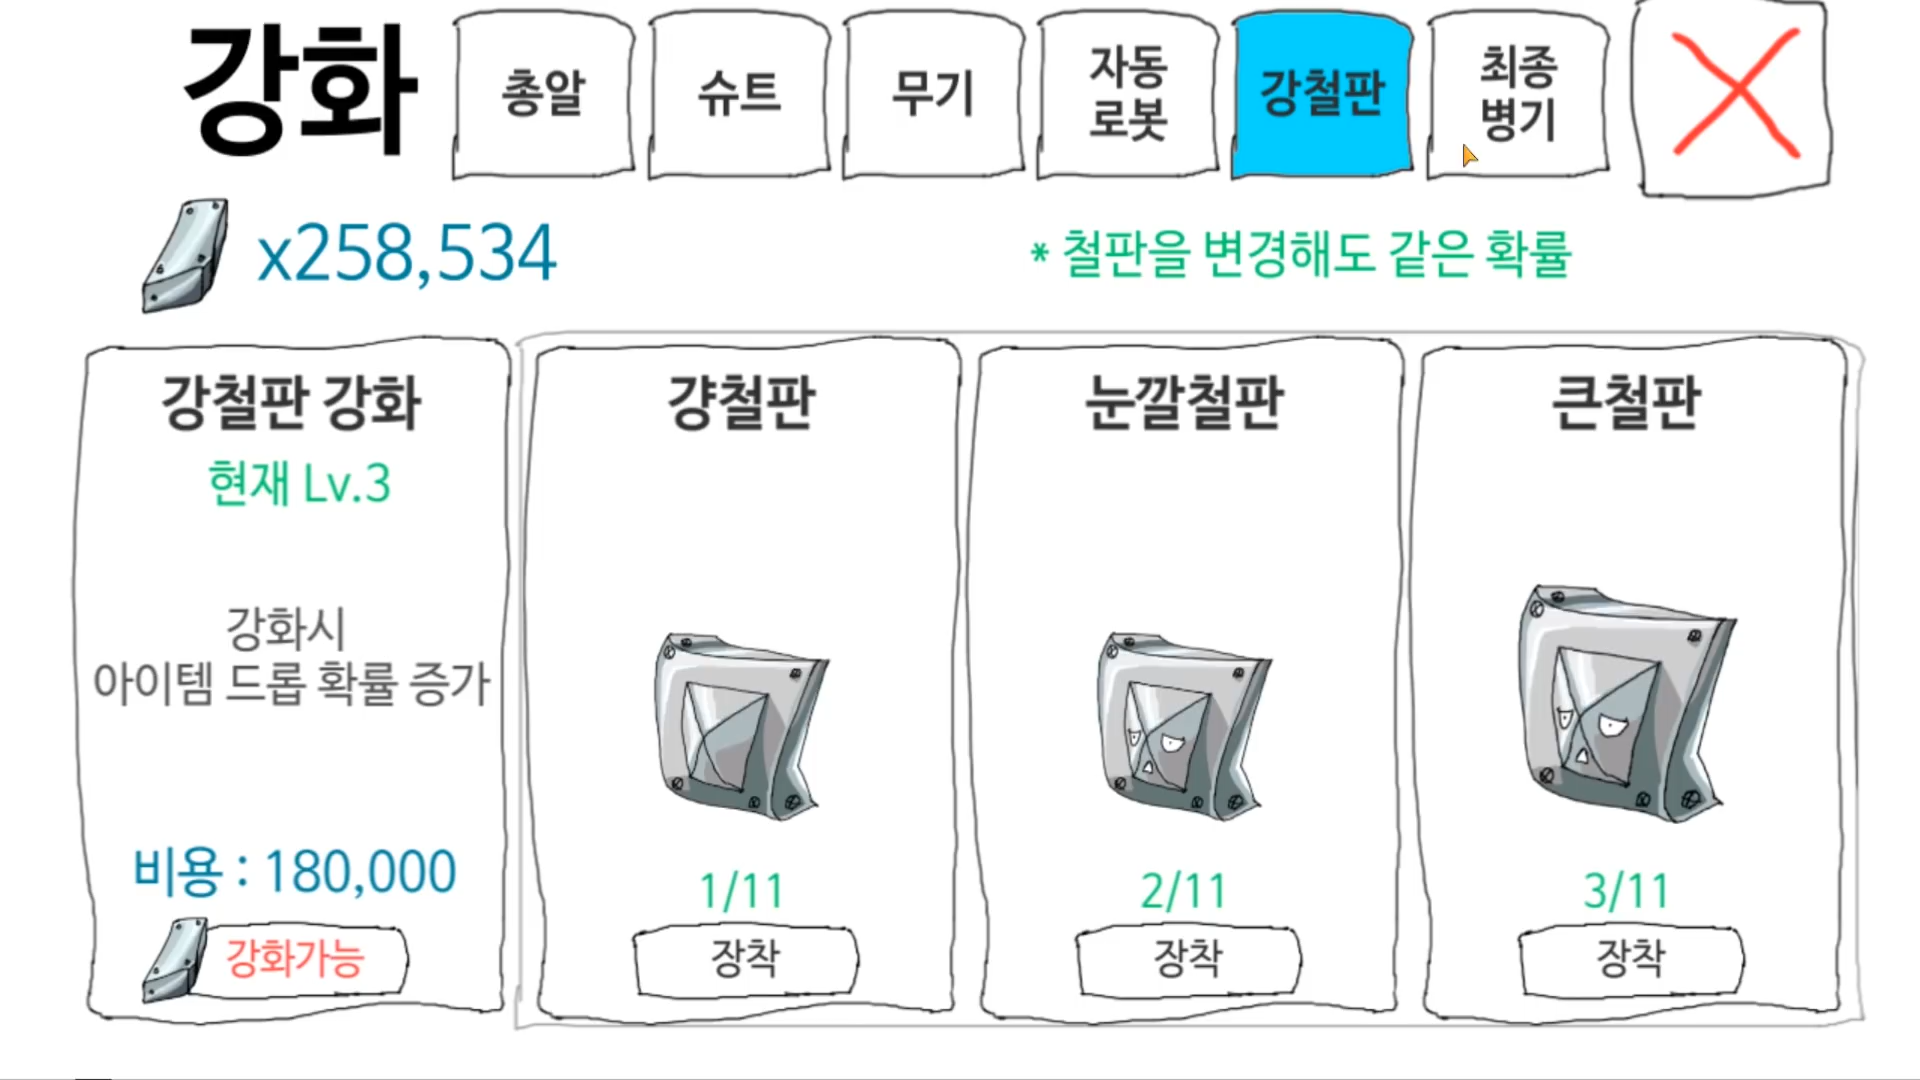 강화
총알
슈트
무기
자동
로봇
강철판
최종
병기
x258,534
* 철판을 변경해도 같은 확률
강철판 강화
현재 Lv.3
강화시
아이템 드롭 확률 증가
비용 : 180,000
강화가능
걍철판
1/11
장착
눈깔철판
2/11
장착
큰철판
3/11
장착